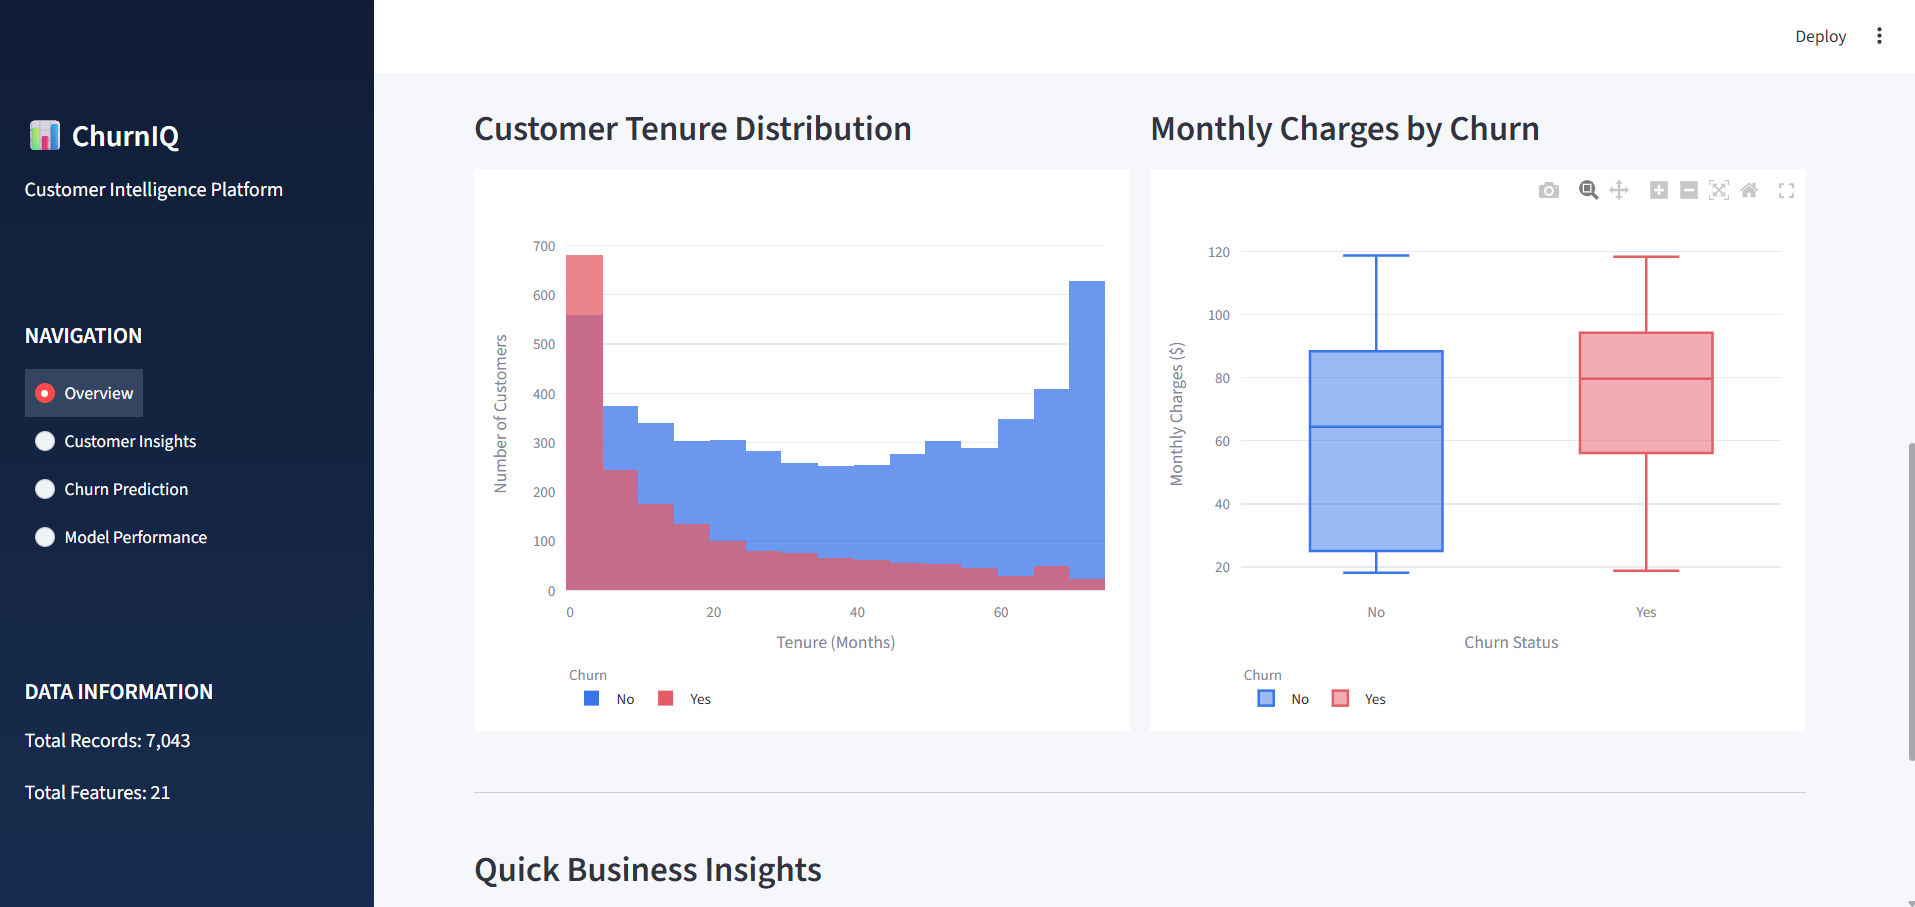 Deploy
ChurnIQ
Customer Intelligence Platform
NAVIGATION
Overview
Customer Insights
Churn Prediction
Model Performance
DATA INFORMATION
Total Records: 7,043
Total Features: 21
Customer Tenure Distribution
700
600
500
400
300
200
100
0
Number of Customers
0 20 40 60
Tenure (Months)
Churn
No Yes
Monthly Charges by Churn
120
100
80
60
40
20
Monthly Charges ($)
No Yes
Churn Status
Churn
No Yes
Quick Business Insights